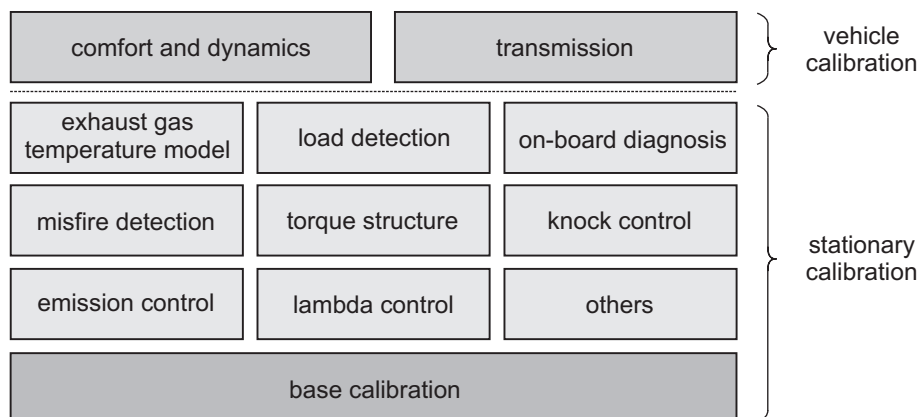 comfort and dynamics
transmission
vehicle
calibration
exhaust gas
temperature model
load detection
on-board diagnosis
misfire detection
torque structure
knock control
stationary
calibration
emission control
lambda control
others
base calibration